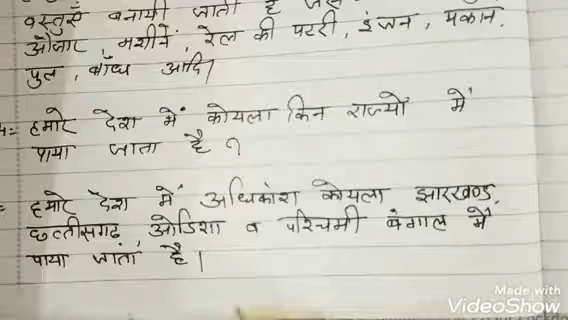 वस्तुएँ बनायी जाती है जैसे
औजार, मशीनें, रेल की पटरी, इंजन, मकान,
पुल, बाँध आदि।
हमारे देश में कोयला किन राज्यों में
पाया जाता है ?
हमारे देश में अधिकांश कोयला झारखण्ड,
छत्तीसगढ़, ओडिशा व पश्चिमी बंगाल में
पाया जाता है।
Made with
VideoShow